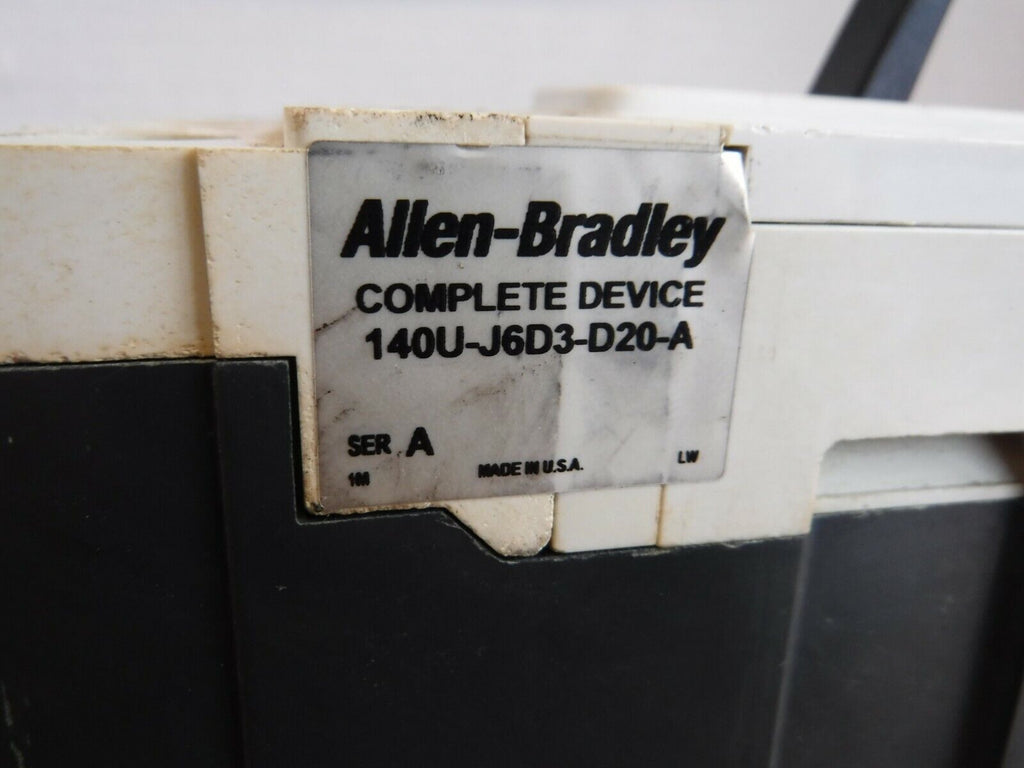 Allen-Bradley
COMPLETE DEVICE
140U-J6D3-D20-A
SER A
MADE IN U.S.A.
LW